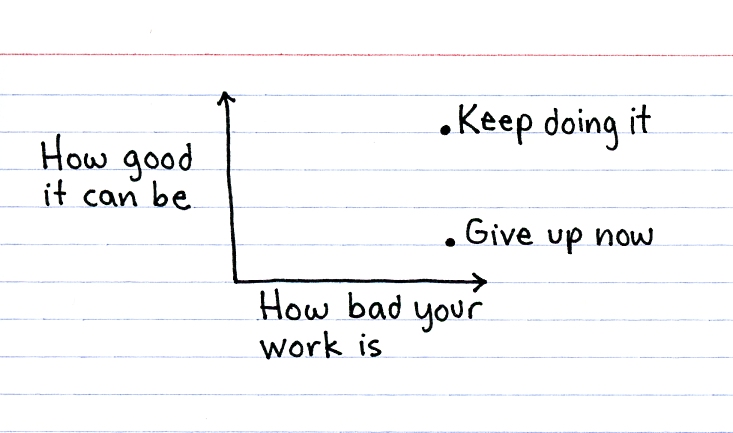 Keep doing it
How good
it can be
Give up now
How bad your
work is